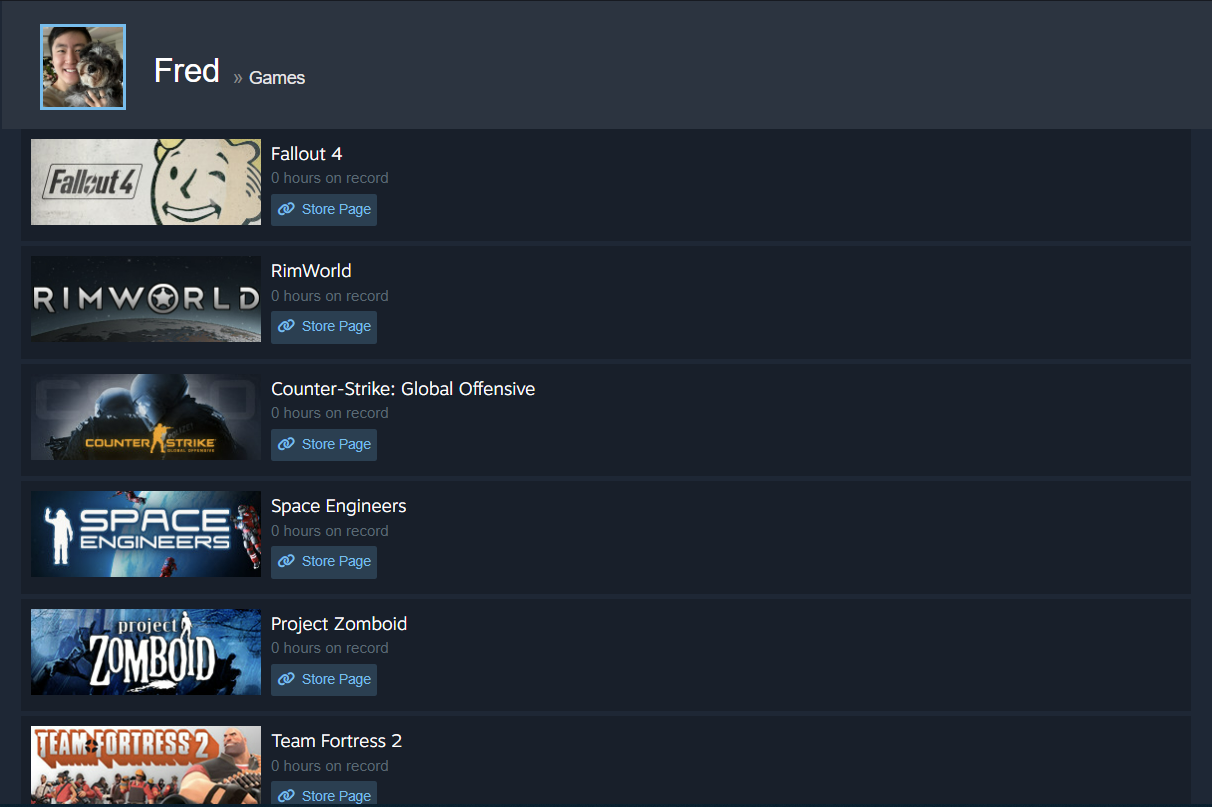 Fred » Games
Fallout 4
Fallout 4
0 hours on record
Store Page
RIMWORLD
RimWorld
0 hours on record
Store Page
CS:GO
COUNTER STRIKE
GLOBAL OFFENSIVE
Counter-Strike: Global Offensive
0 hours on record
Store Page
SPACE
ENGINEERS
Space Engineers
0 hours on record
Store Page
project
ZOMBOID
Project Zomboid
0 hours on record
Store Page
TEAM FORTRESS 2
Team Fortress 2
0 hours on record
Store Page